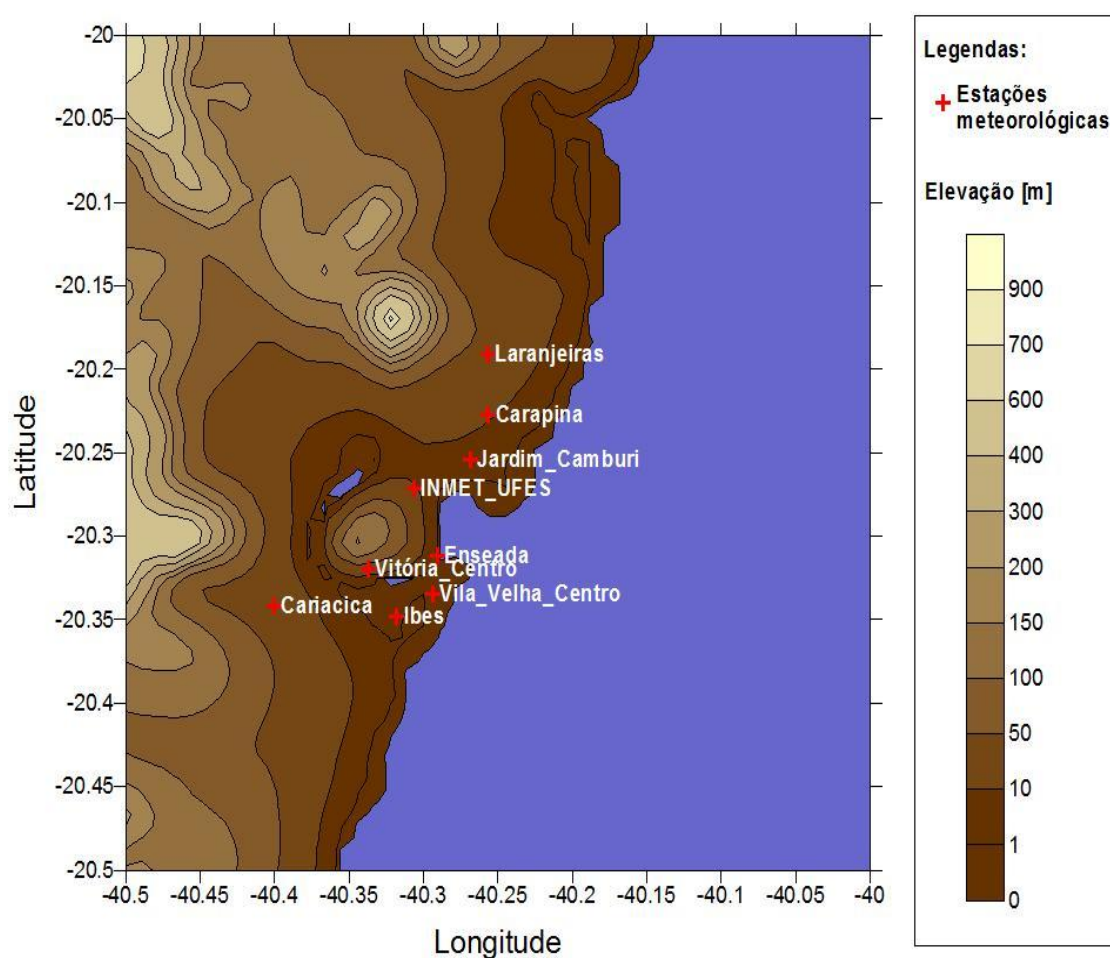 -20
-20.05
-20.1
-20.15
-20.2
-20.25
-20.3
-20.35
-20.4
-20.45
-20.5
Latitude
-40.5 -40.45 -40.4 -40.35 -40.3 -40.25 -40.2 -40.15 -40.1 -40.05 -40
Longitude
Laranjeiras
Carapina
Jardim_Camburi
INMET_UFES
Enseada
Vitória_Centro
Vila_Velha_Centro
Cariacica
Ibes
Legendas:
Estações
meteorológicas
Elevação [m]
900
700
600
400
300
200
150
100
50
10
1
0